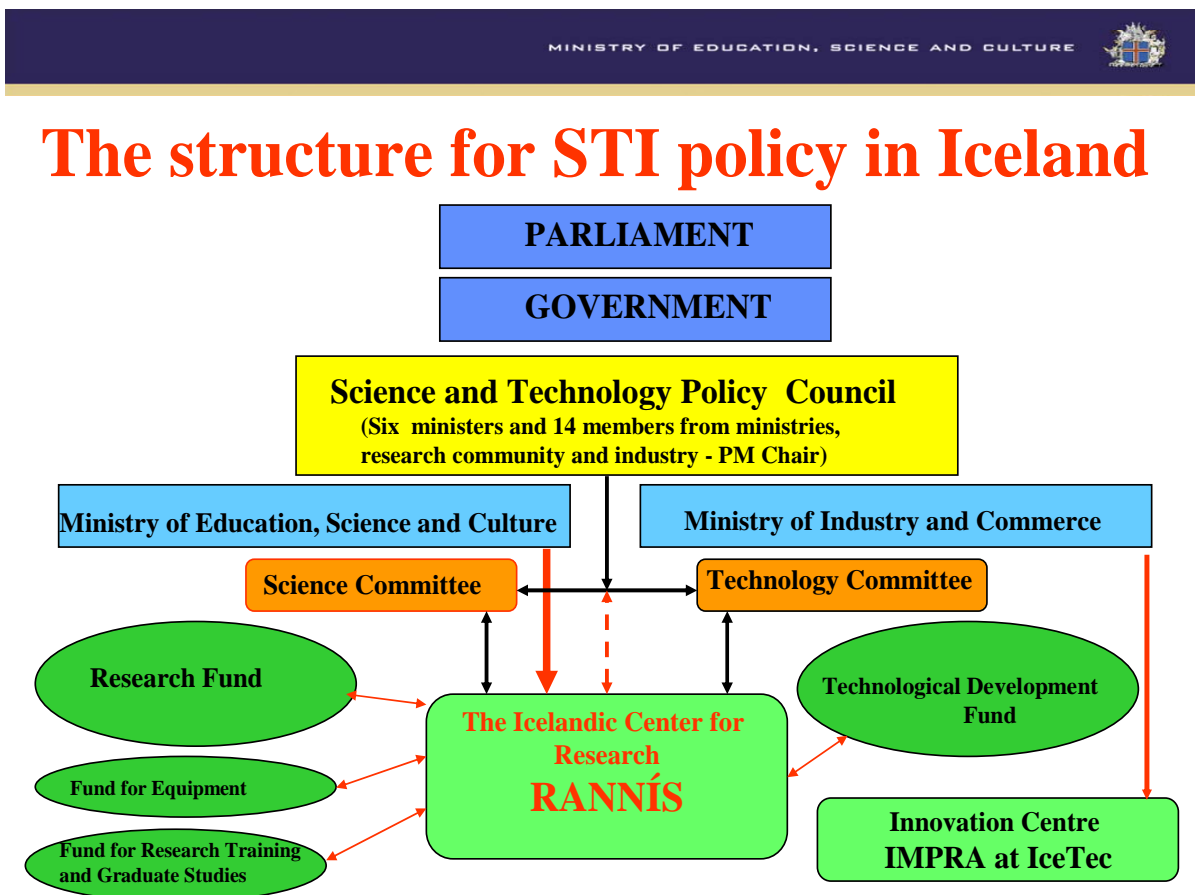 MINISTRY OF EDUCATION, SCIENCE AND CULTURE
The structure for STI policy in Iceland
PARLIAMENT
GOVERNMENT
Science and Technology Policy Council
(Six ministers and 14 members from ministries,
research community and industry - PM Chair)
Ministry of Education, Science and Culture
Ministry of Industry and Commerce
Science Committee
Technology Committee
Research Fund
Fund for Equipment
Fund for Research Training
and Graduate Studies
The Icelandic Center for
Research
RANNÍS
Technological Development
Fund
Innovation Centre
IMPRA at IceTec